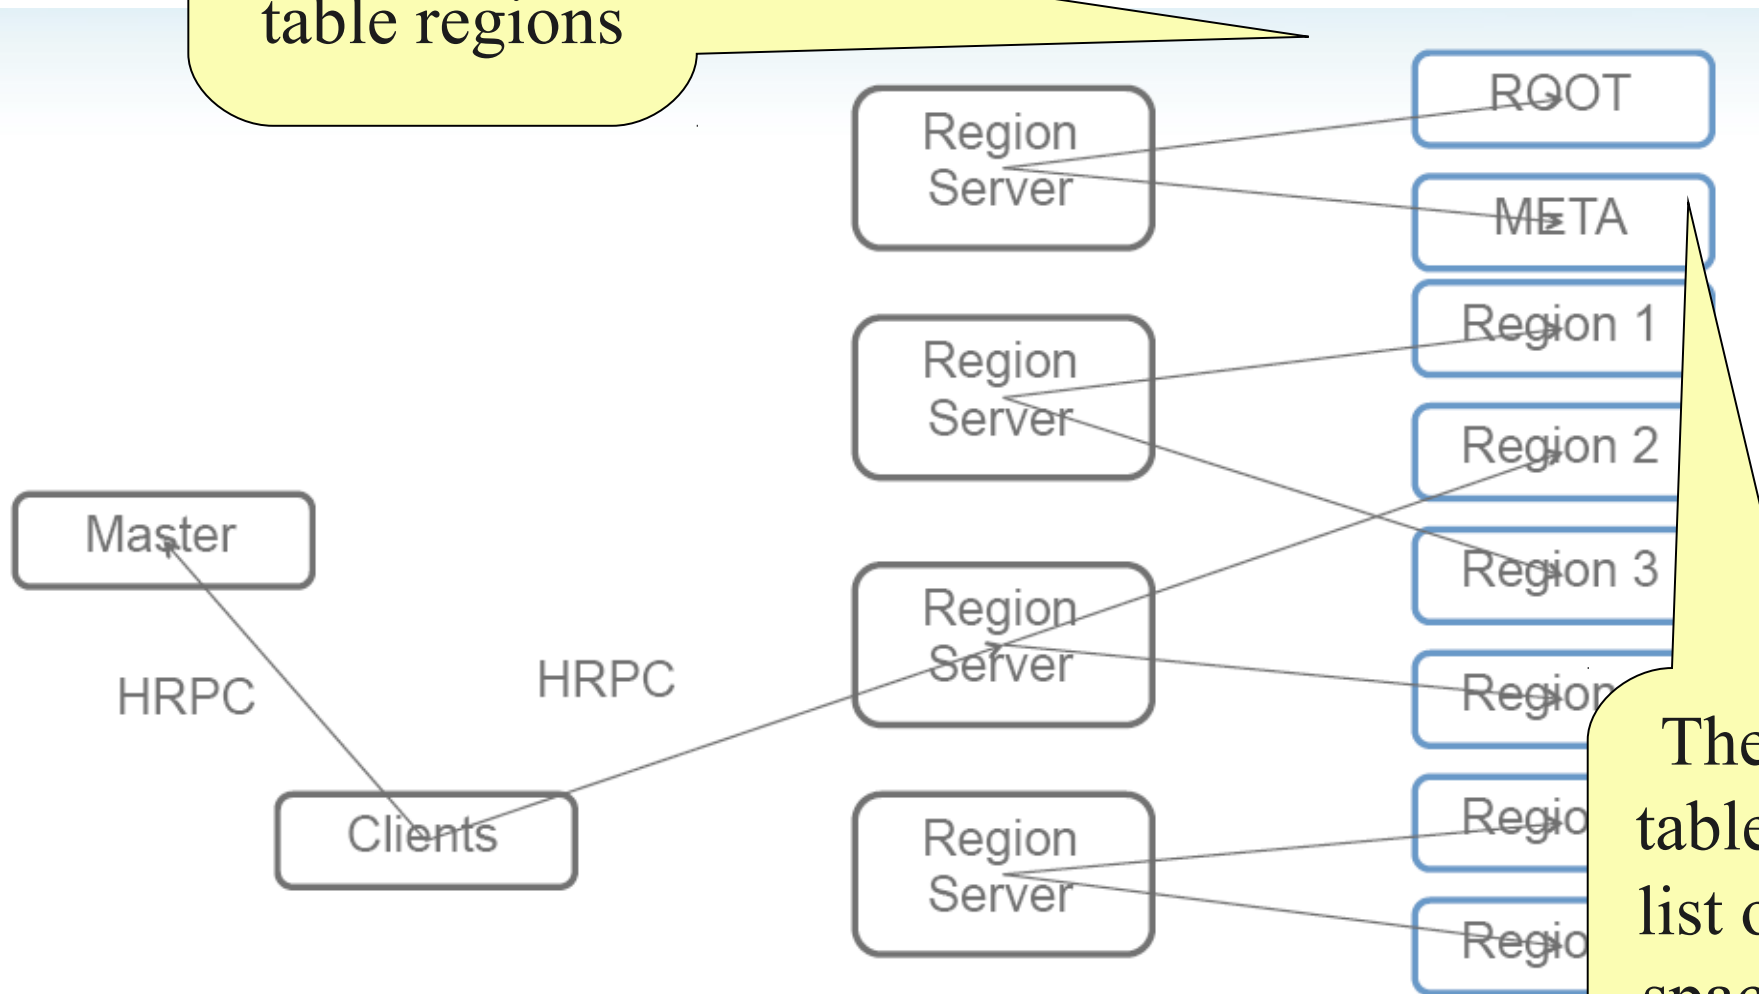 table regions
ROOT
Region
Server
META
Region 1
Region
Server
Region 2
Master
Region 3
Region
Server
HRPC
HRPC
Region
The
Clients
Region
Server
table
list